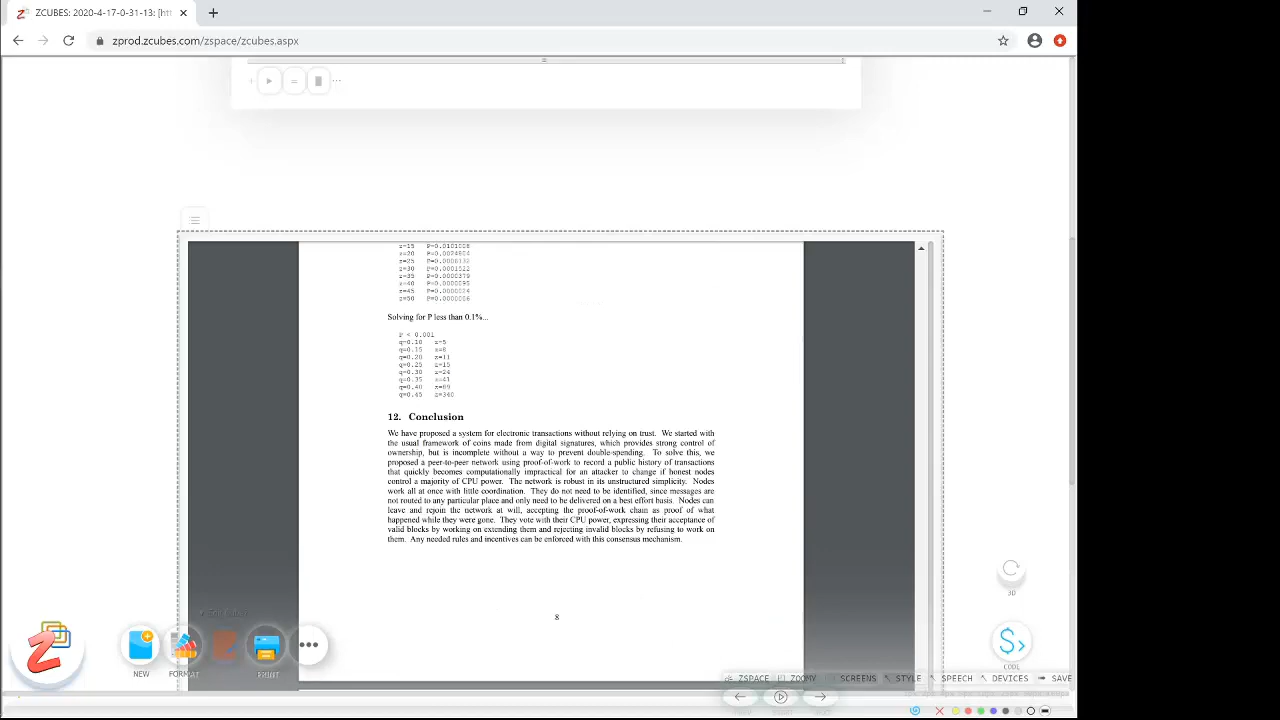 ZCUBES: 2020-4-17-0-31-13: [htt
zprod.zcubes.com/zspace/zcubes.aspx
z=15 P=0.0101008
z=20 P=0.0024804
z=25 P=0.0006132
z=30 P=0.0001522
z=35 P=0.0000379
z=40 P=0.0000095
z=45 P=0.0000024
z=50 P=0.0000006
Solving for P less than 0.1%...
P < 0.001
q=0.10 z=5
q=0.15 z=8
q=0.20 z=11
q=0.25 z=15
q=0.30 z=24
q=0.35 z=41
q=0.40 z=89
q=0.45 z=340
12. Conclusion
We have proposed a system for electronic transactions without relying on trust. We started with
the usual framework of coins made from digital signatures, which provides strong control of
ownership, but is incomplete without a way to prevent double-spending. To solve this, we
proposed a peer-to-peer network using proof-of-work to record a public history of transactions
that quickly becomes computationally impractical for an attacker to change if honest nodes
control a majority of CPU power. The network is robust in its unstructured simplicity. Nodes
work all at once with little coordination. They do not need to be identified, since messages are
not routed to any particular place and only need to be delivered on a best effort basis. Nodes can
leave and rejoin the network at will, accepting the proof-of-work chain as proof of what
happened while they were gone. They vote with their CPU power, expressing their acceptance of
valid blocks by working on extending them and rejecting invalid blocks by refusing to work on
them. Any needed rules and incentives can be enforced with this consensus mechanism.
8
3D
NEW
FORMAT
PRINT
COOL
ZSPACE ZOOMY SCREENS STYLE SPEECH DEVICES SAVE